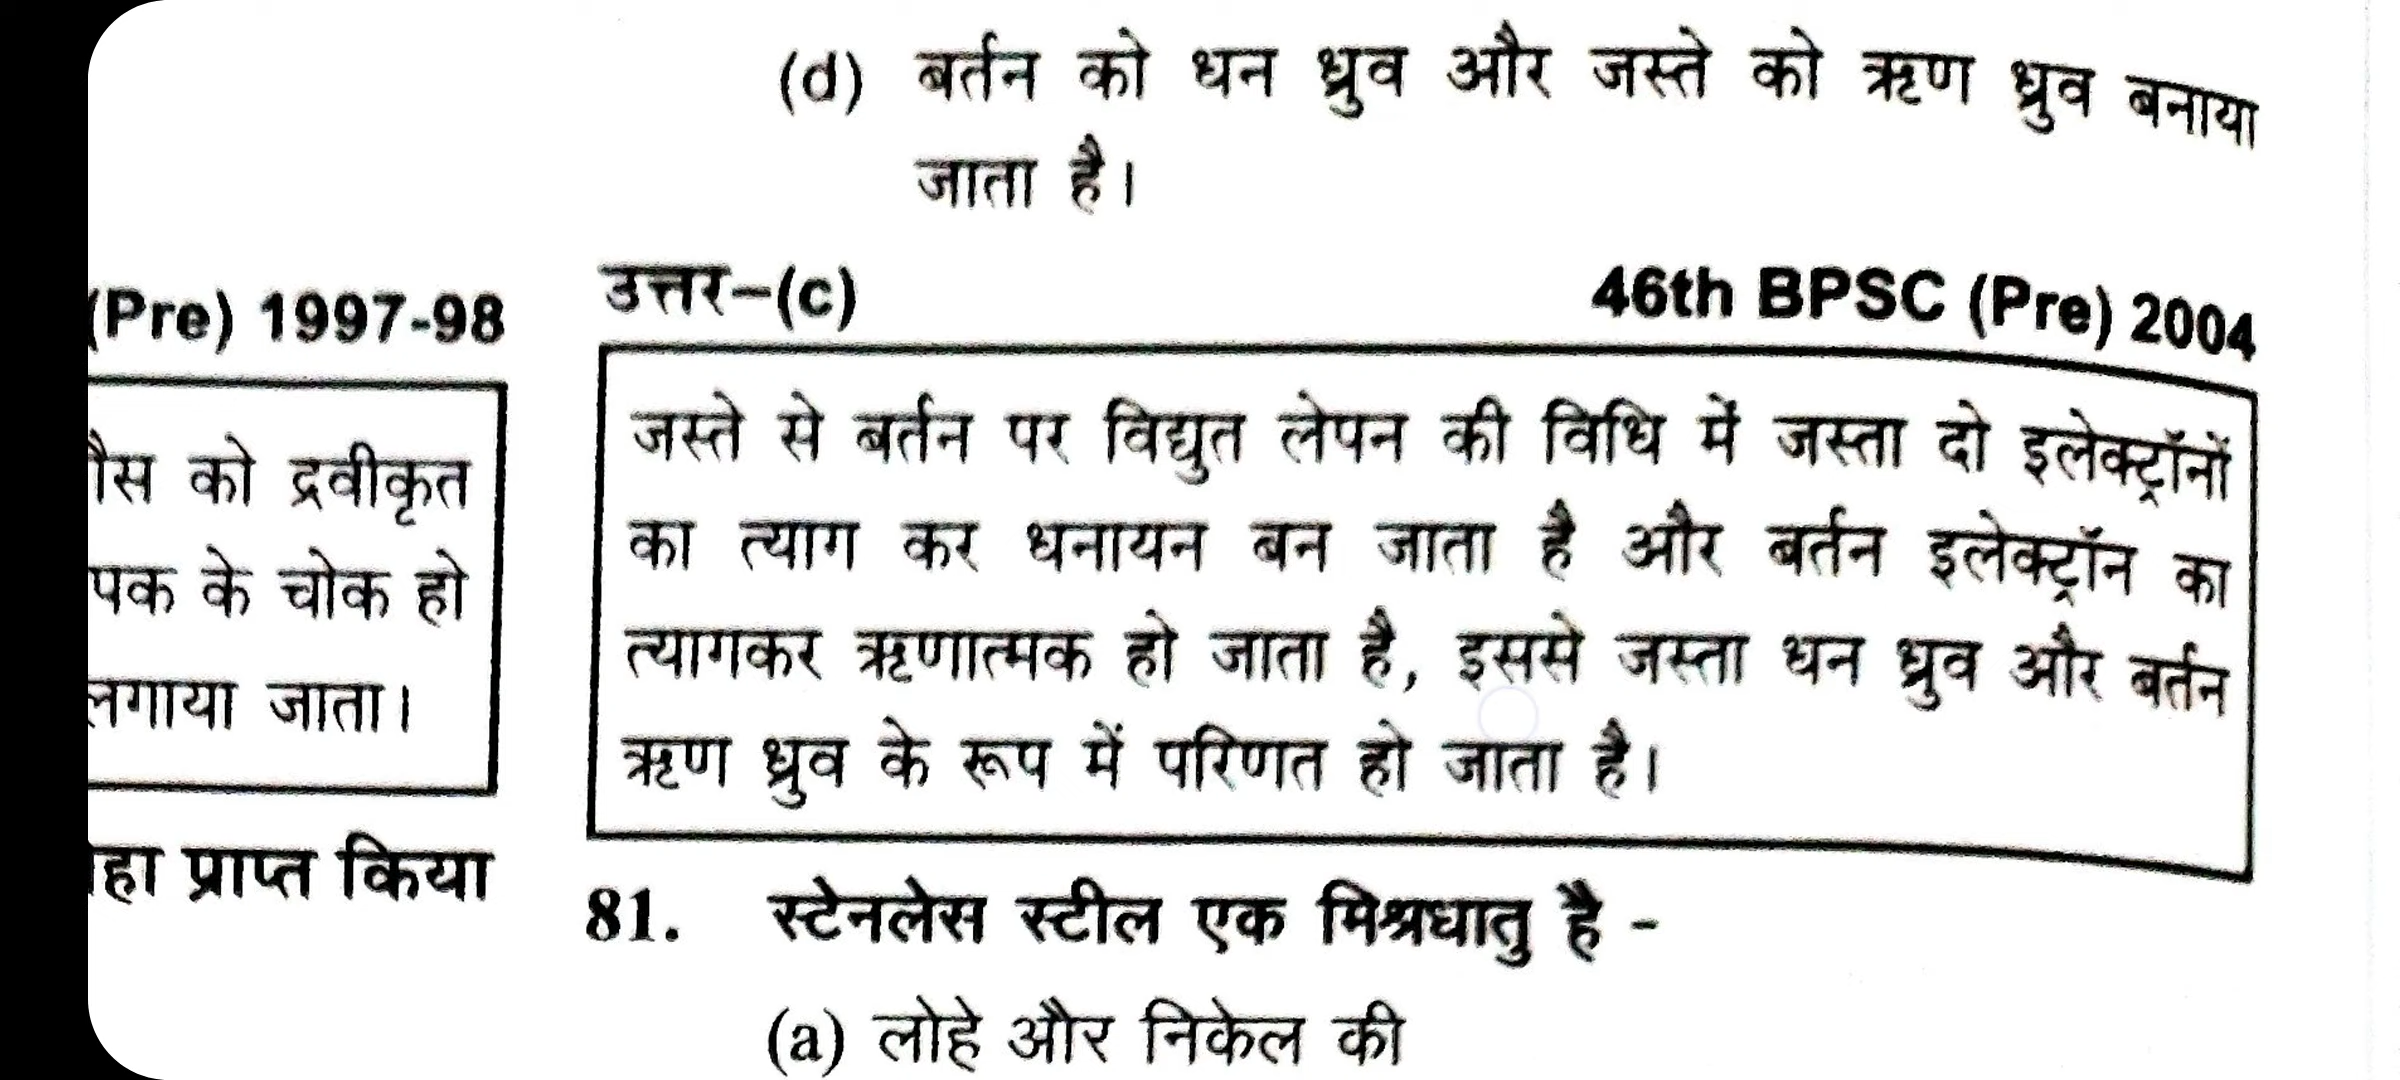 (d) बर्तन को धन ध्रुव और जस्ते को ऋण ध्रुव बनाया
जाता है।
(Pre) 1997-98
ैस को द्रवीकृत
पक के चोक हो
लगाया जाता।
हा प्राप्त किया
उत्तर–(c) 46th BPSC (Pre) 2004
जस्ते से बर्तन पर विद्युत लेपन की विधि में जस्ता दो इलेक्ट्रॉनों
का त्याग कर धनायन बन जाता है और बर्तन इलेक्ट्रॉन का
त्यागकर ऋणात्मक हो जाता है, इससे जस्ता धन ध्रुव और बर्तन
ऋण ध्रुव के रूप में परिणत हो जाता है।
81. स्टेनलेस स्टील एक मिश्रधातु है -
(a) लोहे और निकेल की